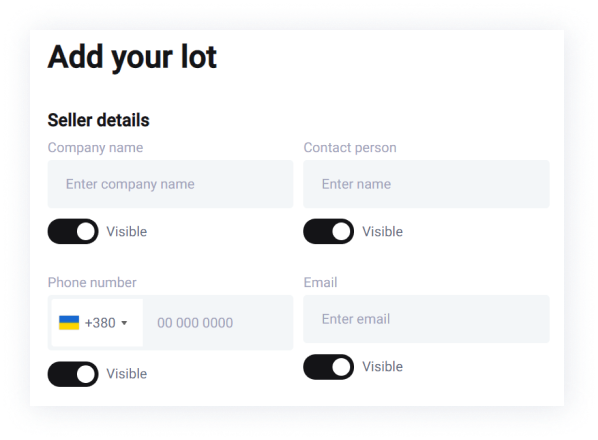 Add your lot
Seller details
Company name
Contact person
Enter company name
Enter name
Visible
Visible
Phone number
Email
+380
00 000 0000
Enter email
Visible
Visible